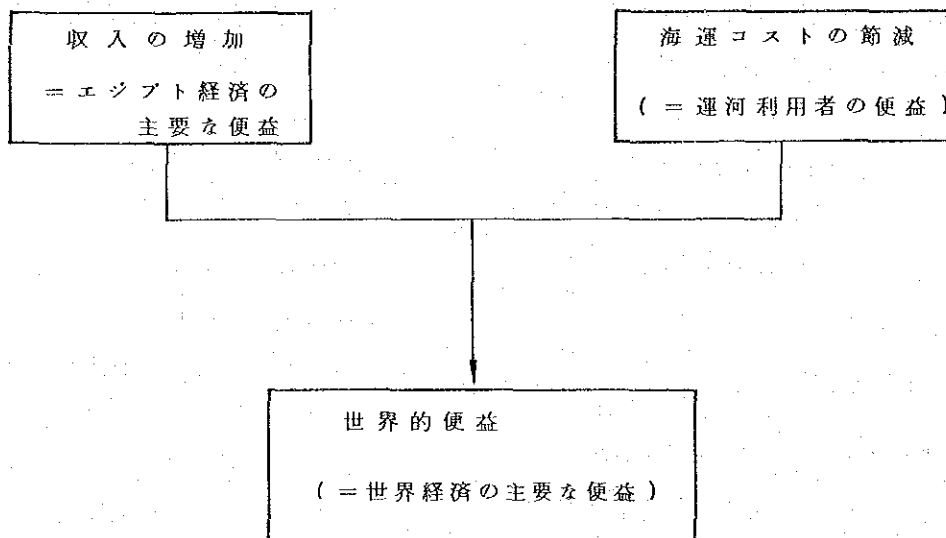 収入の増加
=エジプト経済の
主要な便益
海運コストの節減
(=運河利用者の便益)
世界的便益
(=世界経済の主要な便益)